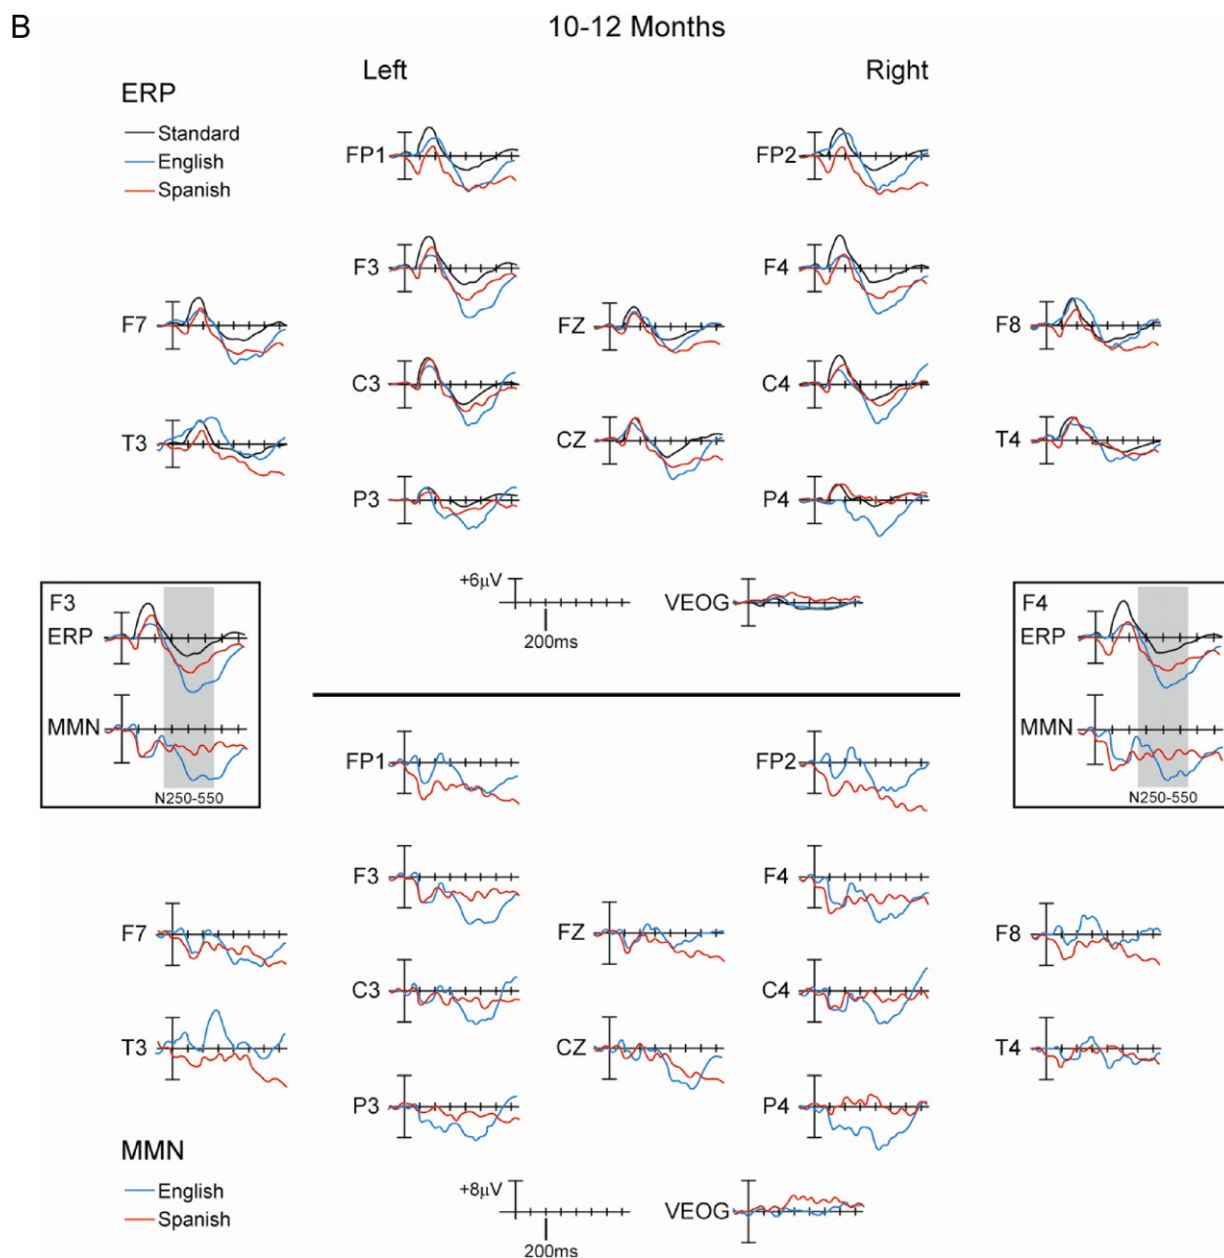 B
10-12 Months
Left
Right
ERP
Standard
English
Spanish
FP1
FP2
F3
F4
F7
FZ
F8
C3
C4
T3
CZ
T4
P3
P4
+6µV
200ms
VEOG
F3
ERP
MMN
N250-550
F4
ERP
MMN
N250-550
FP1
FP2
F3
F4
F7
FZ
F8
C3
C4
T3
CZ
T4
P3
P4
MMN
English
Spanish
+8µV
200ms
VEOG